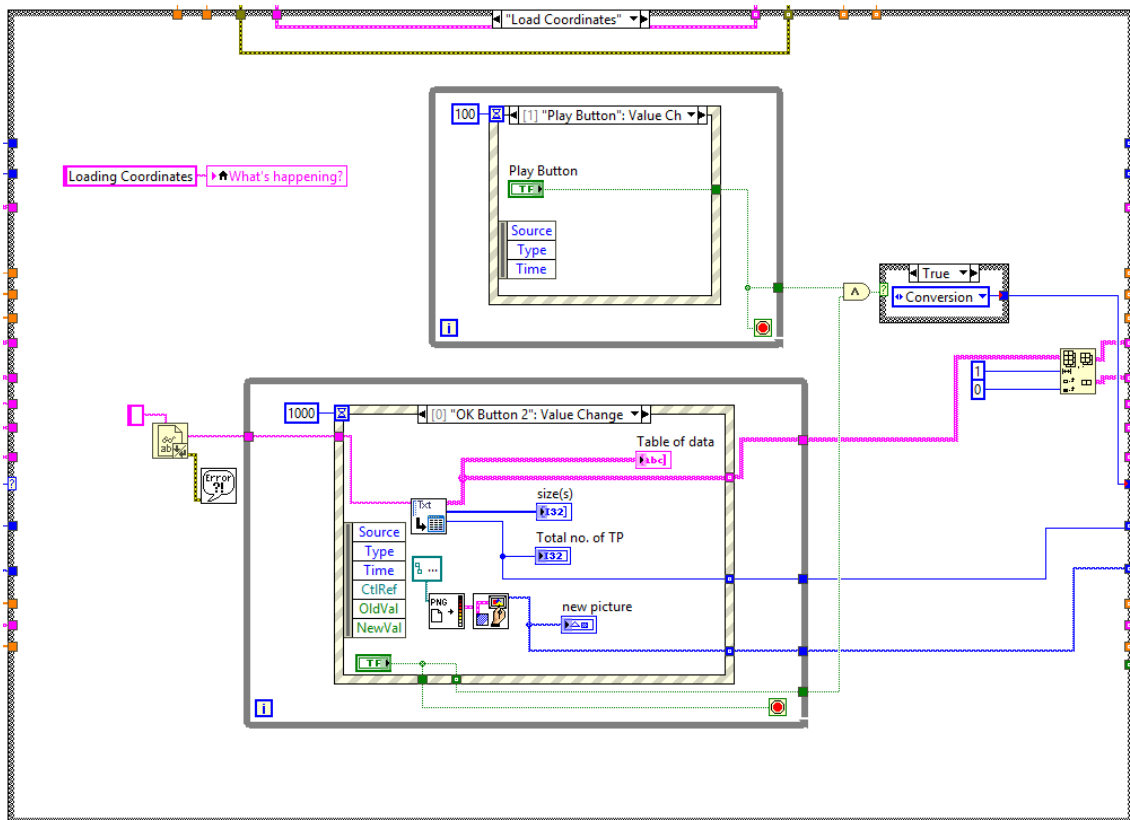 "Load Coordinates"
100
[1] "Play Button": Value Ch
Loading Coordinates
What's happening?
Play Button
TF
Source
Type
Time
True
Conversion
i
1
0
1000
[0] "OK Button 2": Value Change
Table of data
abc
Error
?!
ab
Txt
size(s)
I32
Source
Type
Time
CtlRef
OldVal
NewVal
Total no. of TP
I32
PNG
new picture
TF
i